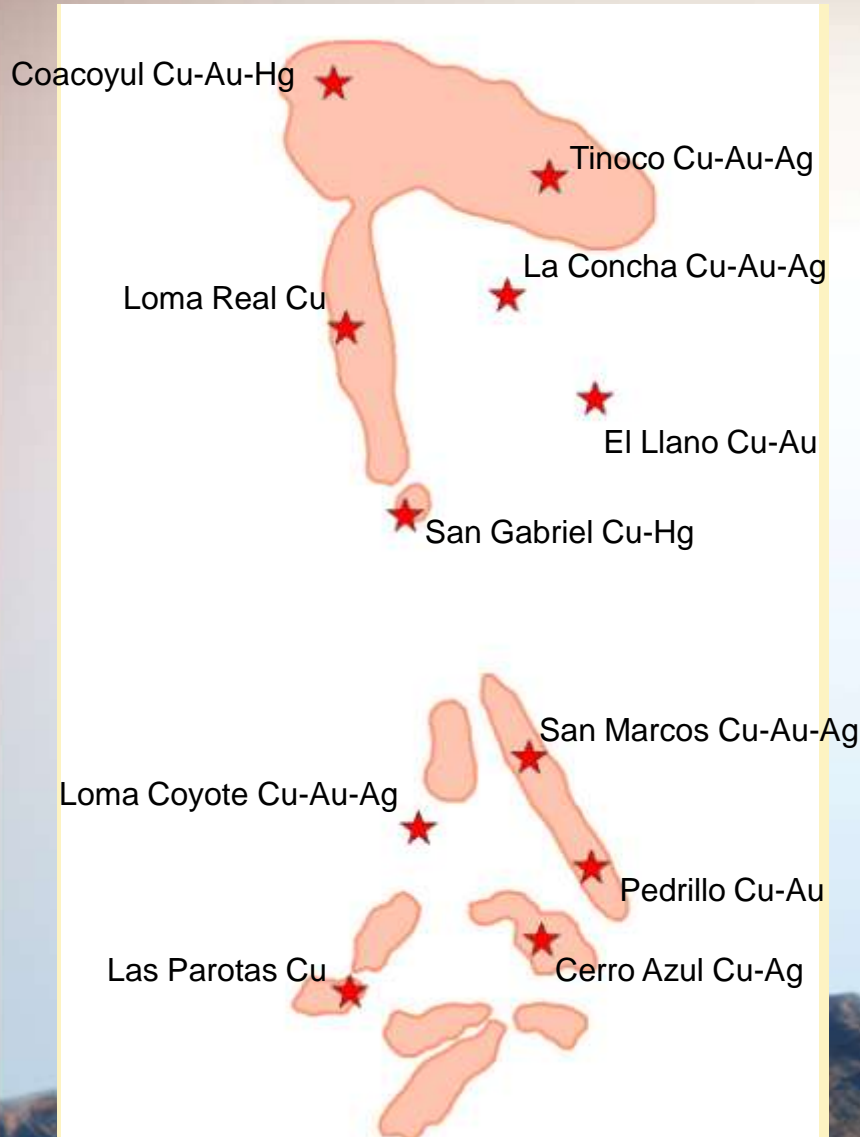 Coacoyul Cu-Au-Hg
Tinoco Cu-Au-Ag
La Concha Cu-Au-Ag
Loma Real Cu
El Llano Cu-Au
San Gabriel Cu-Hg
San Marcos Cu-Au-Ag
Loma Coyote Cu-Au-Ag
Pedrillo Cu-Au
Las Parotas Cu
Cerro Azul Cu-Ag